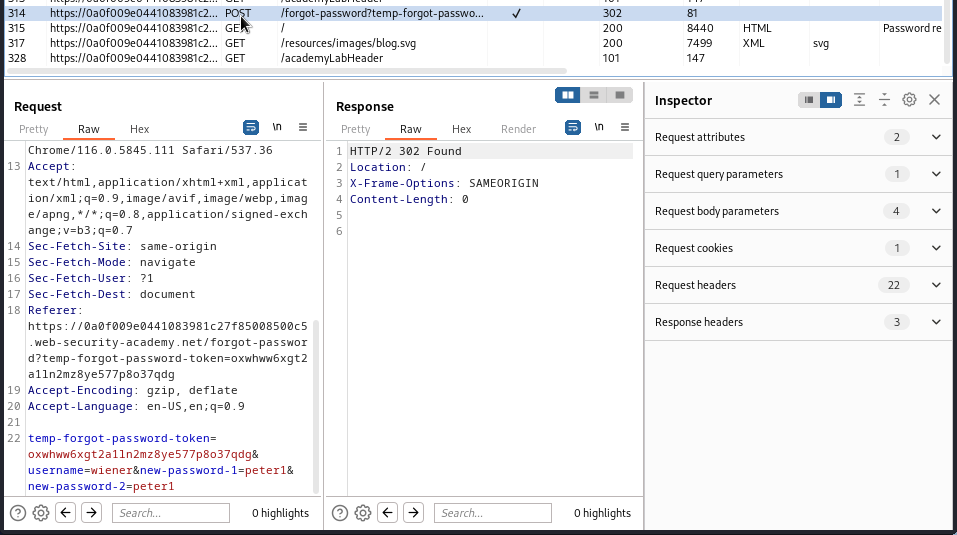 314 https://0a0f009e0441083981c2... POST /forgot-password?temp-forgot-passwo... ✓ 302 81
315 https://0a0f009e0441083981c2... GET / 200 8440 HTML Password re
317 https://0a0f009e0441083981c2... GET /resources/images/blog.svg 200 7499 XML svg
328 https://0a0f009e0441083981c2... GET /academyLabHeader 101 147
Request
Pretty Raw Hex \n
Chrome/116.0.5845.111 Safari/537.36
13 Accept:
text/html,application/xhtml+xml,applicat
ion/xml;q=0.9,image/avif,image/webp,imag
e/apng,*/*;q=0.8,application/signed-exch
ange;v=b3;q=0.7
14 Sec-Fetch-Site: same-origin
15 Sec-Fetch-Mode: navigate
16 Sec-Fetch-User: ?1
17 Sec-Fetch-Dest: document
18 Referer:
https://0a0f009e0441083981c27f85008500c5
.web-security-academy.net/forgot-passwor
d?temp-forgot-password-token=oxwhww6xgt2
a1ln2mz8ye577p8o37qdg
19 Accept-Encoding: gzip, deflate
20 Accept-Language: en-US,en;q=0.9
21
22 temp-forgot-password-token=
oxwhww6xgt2a1ln2mz8ye577p8o37qdg&
username=wiener&new-password-1=peter1&
new-password-2=peter1
Search...
0 highlights
Response
Pretty Raw Hex Render \n
1 HTTP/2 302 Found
2 Location: /
3 X-Frame-Options: SAMEORIGIN
4 Content-Length: 0
5
6
Search...
0 highlights
Inspector
Request attributes 2
Request query parameters 1
Request body parameters 4
Request cookies 1
Request headers 22
Response headers 3